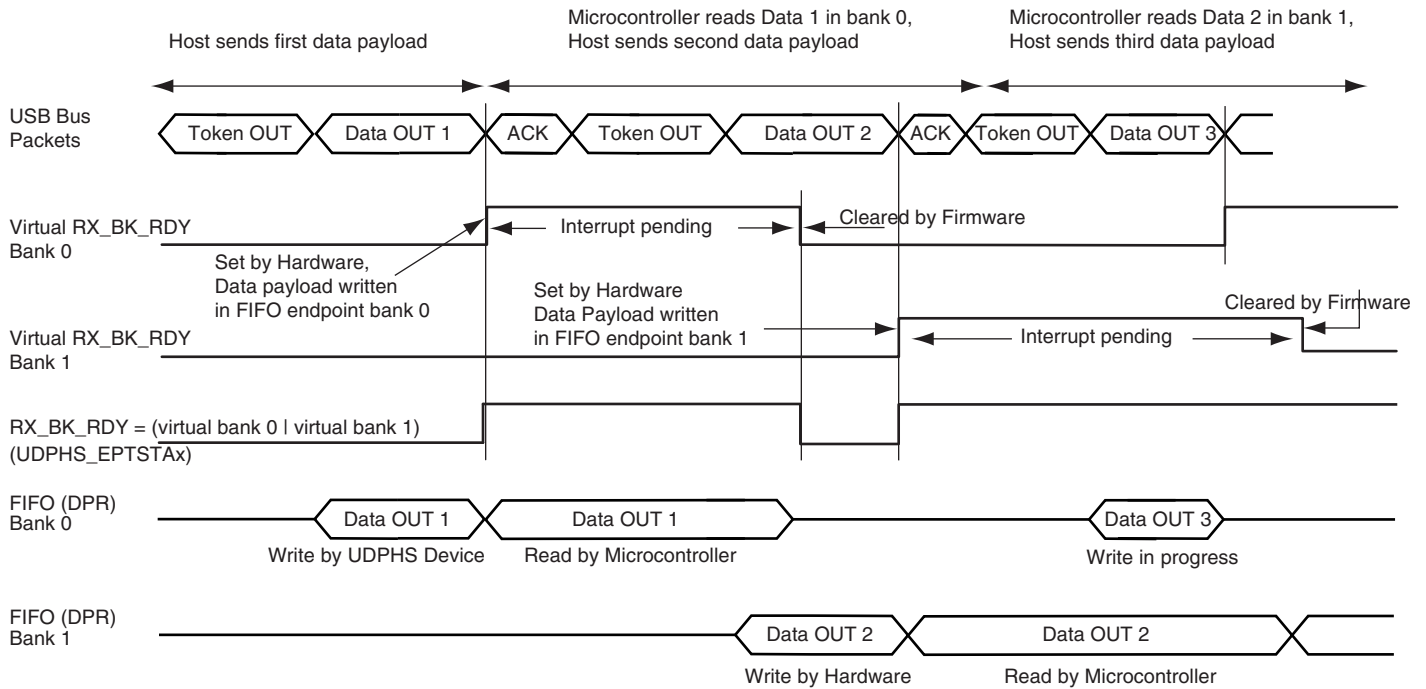 Host sends first data payload
Microcontroller reads Data 1 in bank 0,
Host sends second data payload
Microcontroller reads Data 2 in bank 1,
Host sends third data payload
USB Bus
Packets
Token OUT
Data OUT 1
ACK
Token OUT
Data OUT 2
ACK
Token OUT
Data OUT 3
Virtual RX_BK_RDY
Bank 0
Interrupt pending
Cleared by Firmware
Set by Hardware,
Data payload written
in FIFO endpoint bank 0
Set by Hardware
Data Payload written
in FIFO endpoint bank 1
Cleared by Firmware
Virtual RX_BK_RDY
Bank 1
Interrupt pending
RX_BK_RDY = (virtual bank 0 | virtual bank 1)
(UDPHS_EPTSTAx)
FIFO (DPR)
Bank 0
Data OUT 1
Data OUT 1
Data OUT 3
Write by UDPHS Device
Read by Microcontroller
Write in progress
FIFO (DPR)
Bank 1
Data OUT 2
Data OUT 2
Write by Hardware
Read by Microcontroller